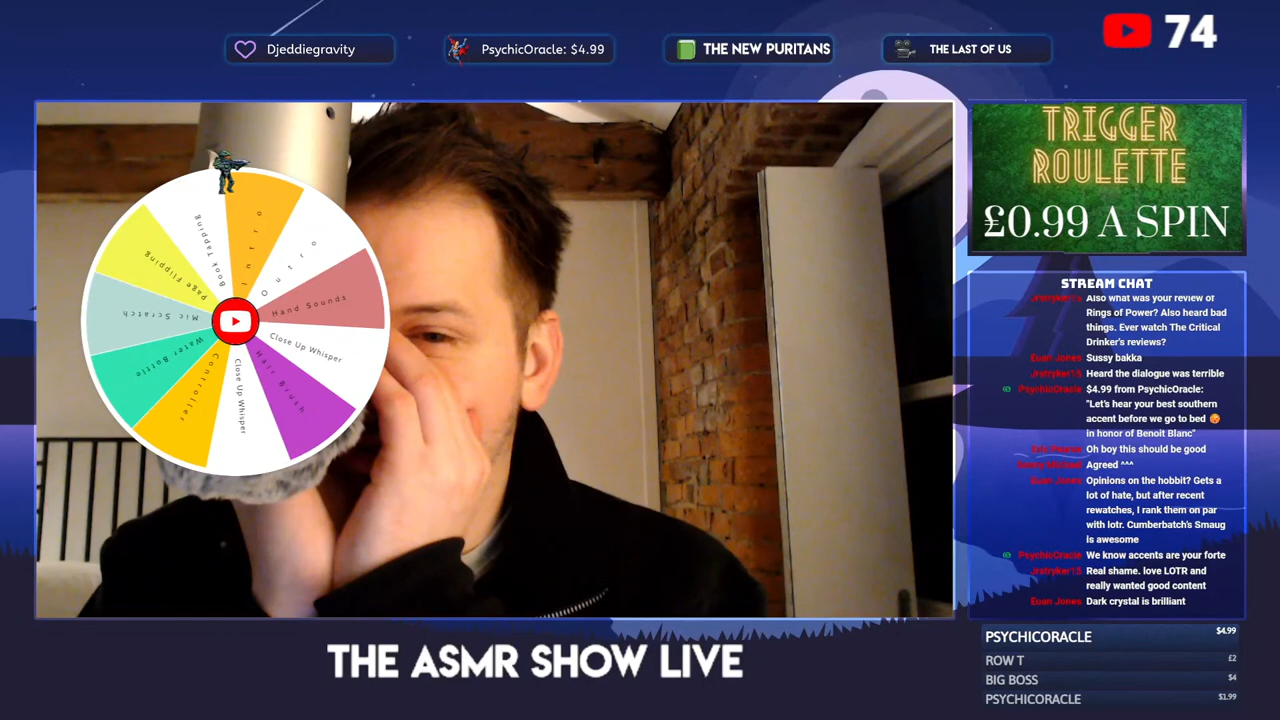 74
Djeddiegravity
PsychicOracle: $4.99
THE NEW PURITANS
THE LAST OF US
TRIGGER
ROULETTE
£0.99 A SPIN
Intro
Outro
Hand Sounds
Close Up Whisper
Hair Brush
Close Up Whisper
Controller
Water Bottle
Mic Scratch
Page Flipping
Book Tapping
STREAM CHAT
Jrstryker15 Also what was your review of
Rings of Power? Also heard bad
things. Ever watch The Critical
Drinker's reviews?
Euan Jones Sussy bakka
Jrstryker15 Heard the dialogue was terrible
PsychicOracle $4.99 from PsychicOracle:
"Let's hear your best southern
accent before we go to bed
in honor of Benoit Blanc"
Oh boy this should be good
Agreed ^^^
Euan Jones Opinions on the hobbit? Gets a
lot of hate, but after recent
rewatches, I rank them on par
with lotr. Cumberbatch's Smaug
is awesome
PsychicOracle We know accents are your forte
Jrstryker15 Real shame. love LOTR and
really wanted good content
Euan Jones Dark crystal is brilliant
PSYCHICORACLE $4.99
ROW T £2
BIG BOSS $4
PSYCHICORACLE $1.99
THE ASMR SHOW LIVE